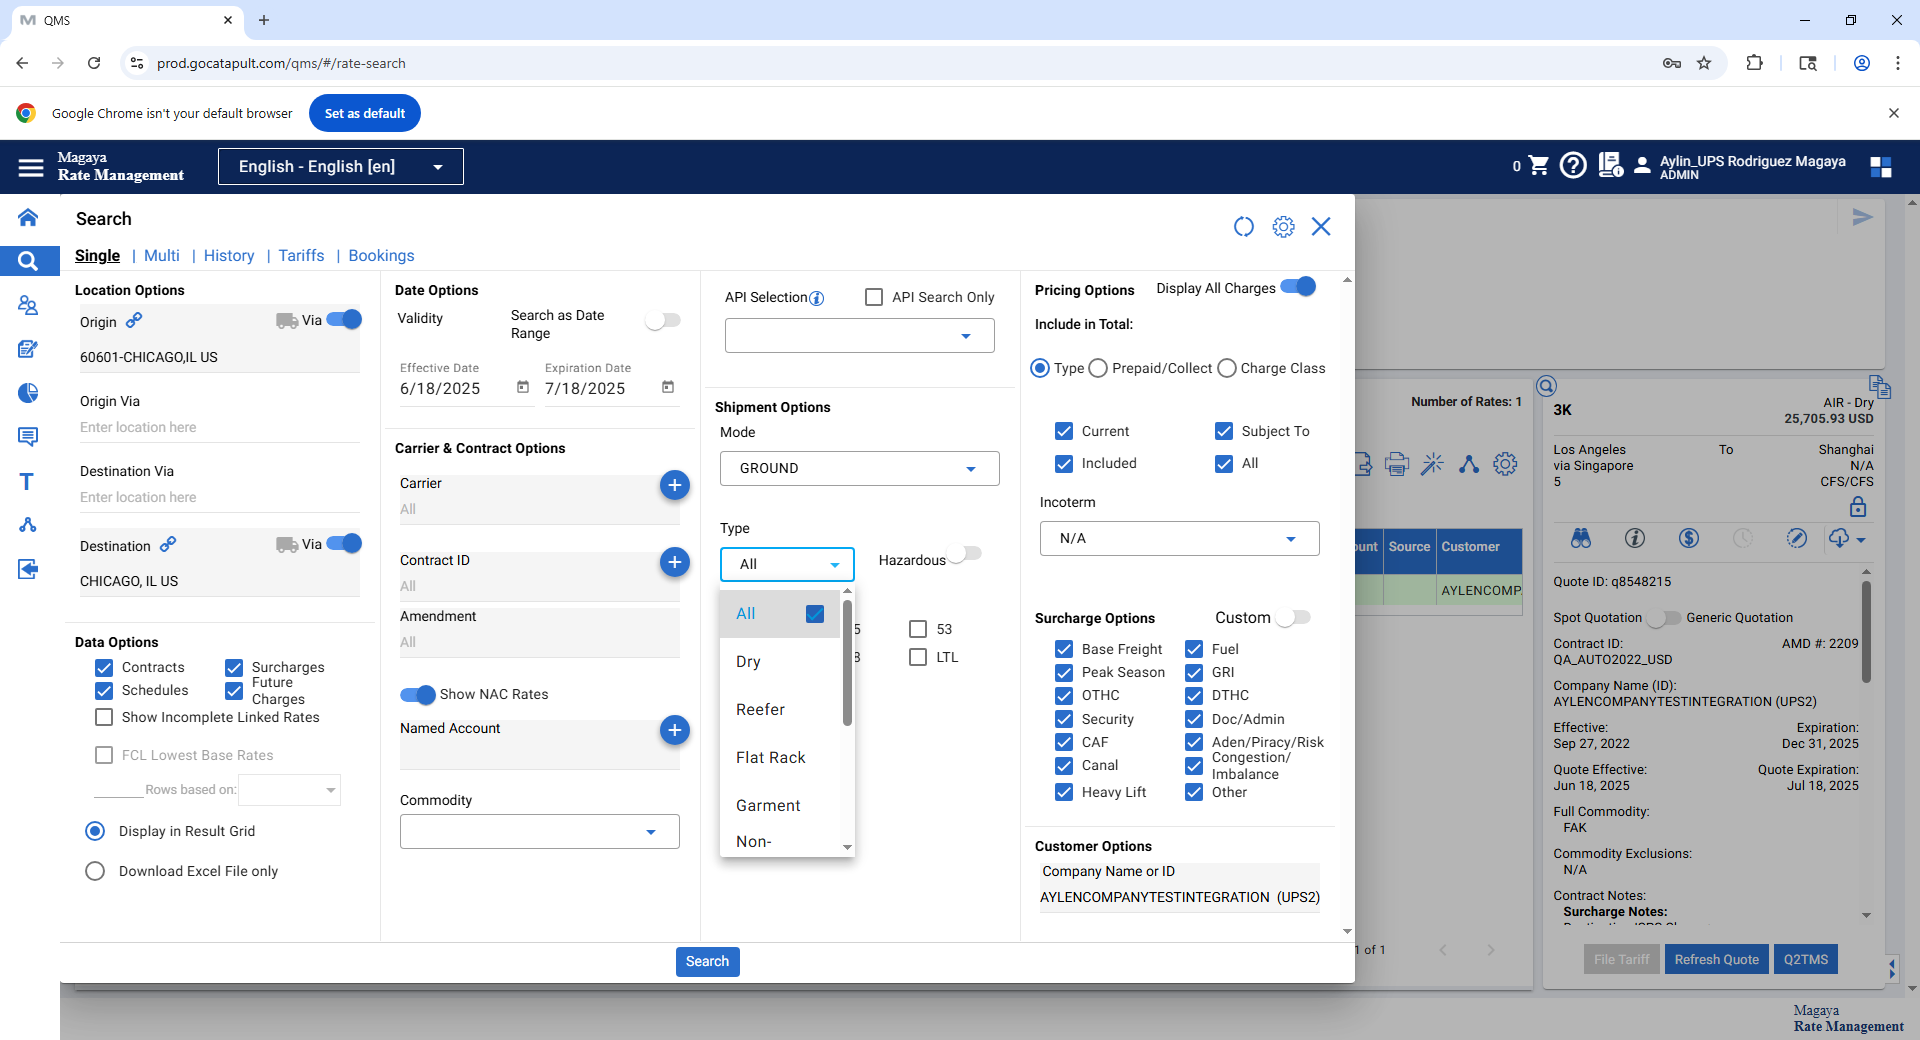 QMS
prod.gocatapult.com/qms/#/rate-search
Google Chrome isn't your default browser
Set as default
Magaya
Rate Management
English - English [en]
0
Aylin_UPS Rodriguez Magaya
ADMIN
Search
Single | Multi | History | Tariffs | Bookings
Location Options
Origin
Via
60601-CHICAGO,IL US
Origin Via
Enter location here
Destination Via
Enter location here
Destination
Via
CHICAGO, IL US
Data Options
Contracts
Surcharges
Schedules
Future Charges
Show Incomplete Linked Rates
FCL Lowest Base Rates
Rows based on:
Display in Result Grid
Download Excel File only
Date Options
Validity
Search as Date Range
Effective Date
6/18/2025
Expiration Date
7/18/2025
Carrier & Contract Options
Carrier
All
Contract ID
All
Amendment
All
Show NAC Rates
Named Account
Commodity
API Selection
API Search Only
Shipment Options
Mode
GROUND
Type
All
Hazardous
All
Dry
Reefer
Flat Rack
Garment
Non-
5
53
8
LTL
Pricing Options
Display All Charges
Include in Total:
Type
Prepaid/Collect
Charge Class
Current
Subject To
Included
All
Incoterm
N/A
Surcharge Options
Custom
Base Freight
Fuel
Peak Season
GRI
OTHC
DTHC
Security
Doc/Admin
CAF
Aden/Piracy/Risk
Canal
Congestion/
Imbalance
Heavy Lift
Other
Customer Options
Company Name or ID
AYLENCOMPANYTESTINTEGRATION (UPS2)
Search
Number of Rates: 1
ount
Source
Customer
AYLENCOMP
1 of 1
3K
AIR - Dry
25,705.93 USD
Los Angeles
To
Shanghai
via Singapore
N/A
5
CFS/CFS
Quote ID: q8548215
Spot Quotation
Generic Quotation
Contract ID:
AMD #: 2209
QA_AUTO2022_USD
Company Name (ID):
AYLENCOMPANYTESTINTEGRATION (UPS2)
Effective:
Expiration:
Sep 27, 2022
Dec 31, 2025
Quote Effective:
Quote Expiration:
Jun 18, 2025
Jul 18, 2025
Full Commodity:
FAK
Commodity Exclusions:
N/A
Contract Notes:
Surcharge Notes:
File Tariff
Refresh Quote
Q2TMS
Magaya
Rate Management